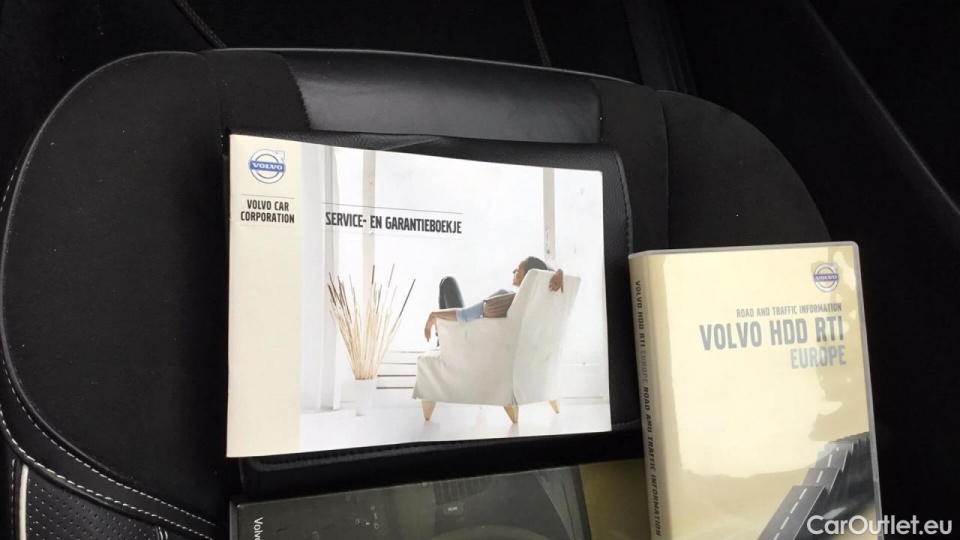 VOLVO
VOLVO CAR
CORPORATION
SERVICE- EN GARANTIEBOEKJE
VOLVO
ROAD AND TRAFFIC INFORMATION
VOLVO HDD RTI
EUROPE
VOLVO HDD RTI EUROPE ROAD AND TRAFFIC INFORMATION
Volvo
CarOutlet.eu